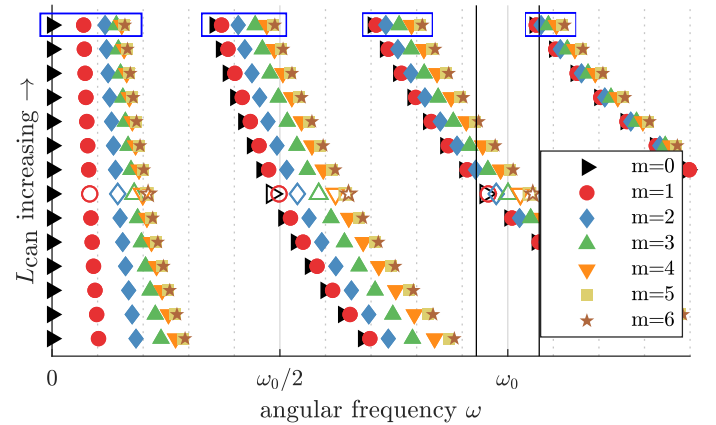 L_can increasing →
m=0
m=1
m=2
m=3
m=4
m=5
m=6
0
ω₀/2
ω₀
angular frequency ω